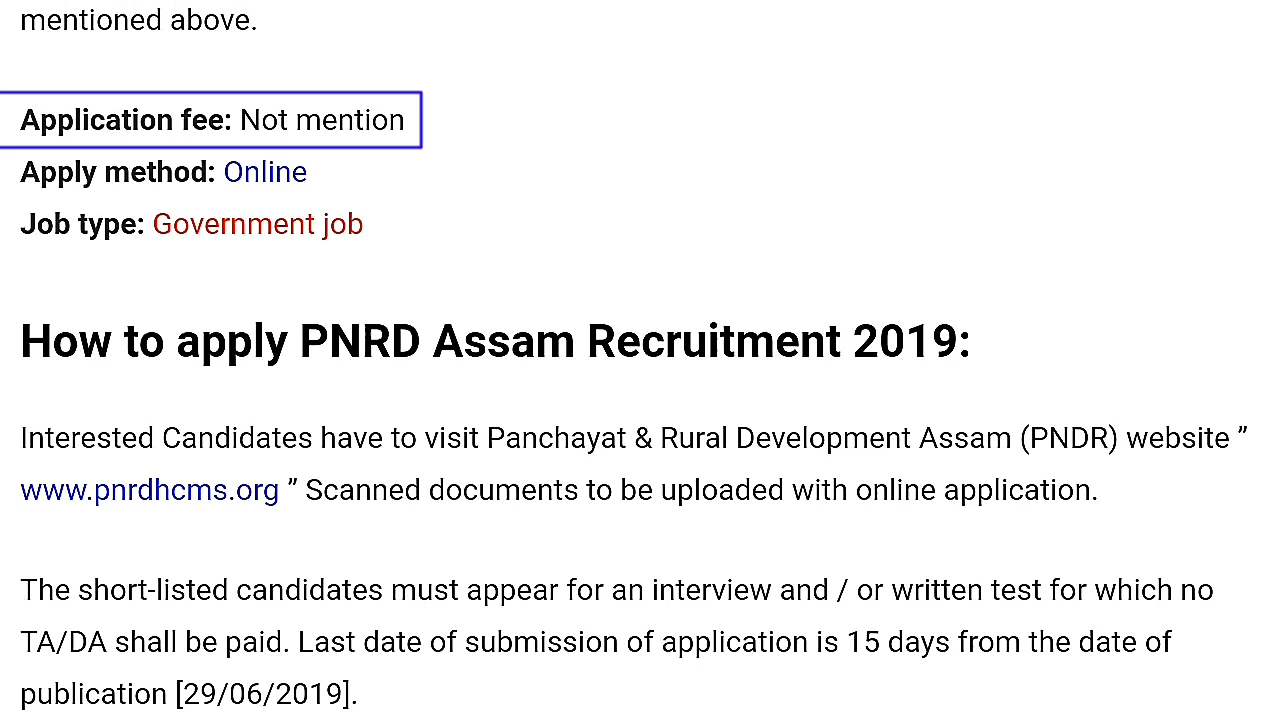 mentioned above.
Application fee: Not mention
Apply method: Online
Job type: Government job
How to apply PNRD Assam Recruitment 2019:
Interested Candidates have to visit Panchayat & Rural Development Assam (PNDR) website ”
www.pnrdhcms.org ” Scanned documents to be uploaded with online application.
The short-listed candidates must appear for an interview and / or written test for which no
TA/DA shall be paid. Last date of submission of application is 15 days from the date of
publication [29/06/2019].